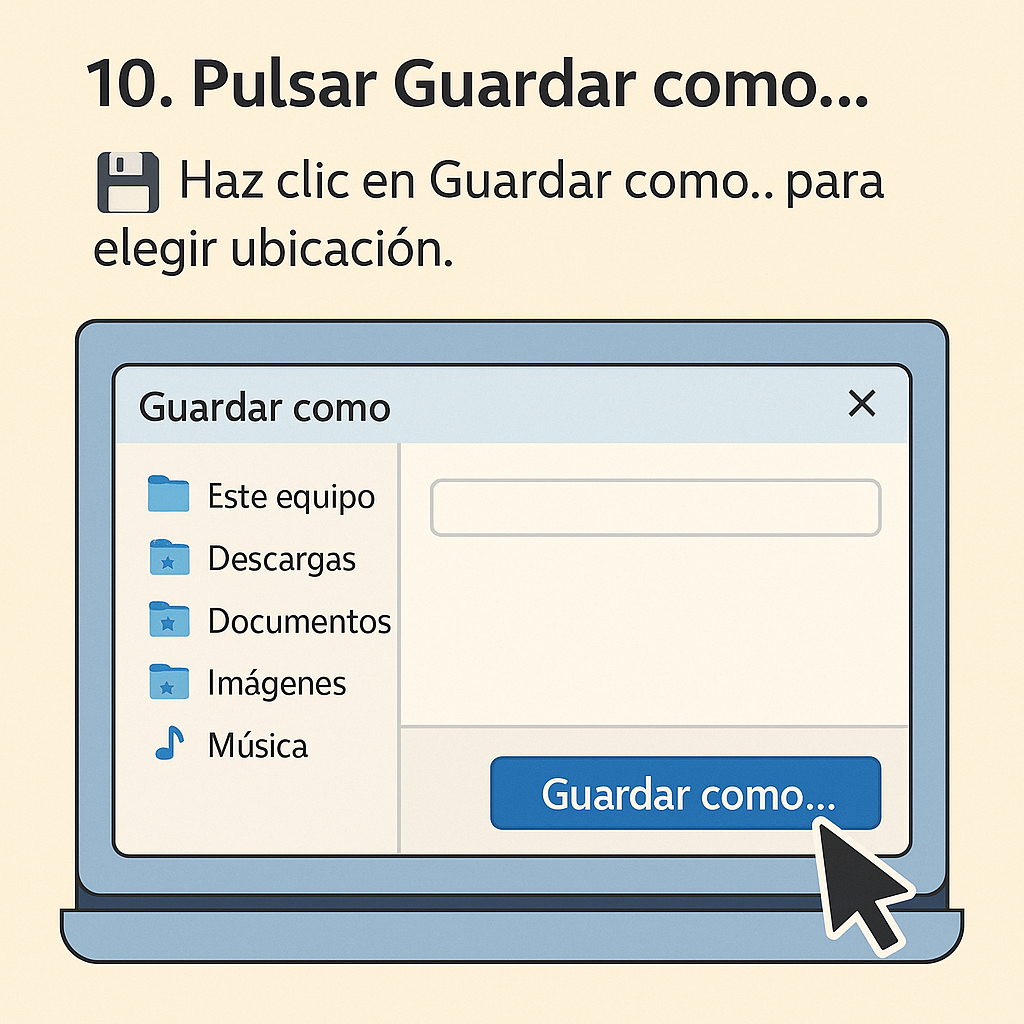 10. Pulsar Guardar como...
Haz clic en Guardar como.. para
elegir ubicación.
Guardar como
Este equipo
Descargas
Documentos
Imágenes
Música
Guardar como...